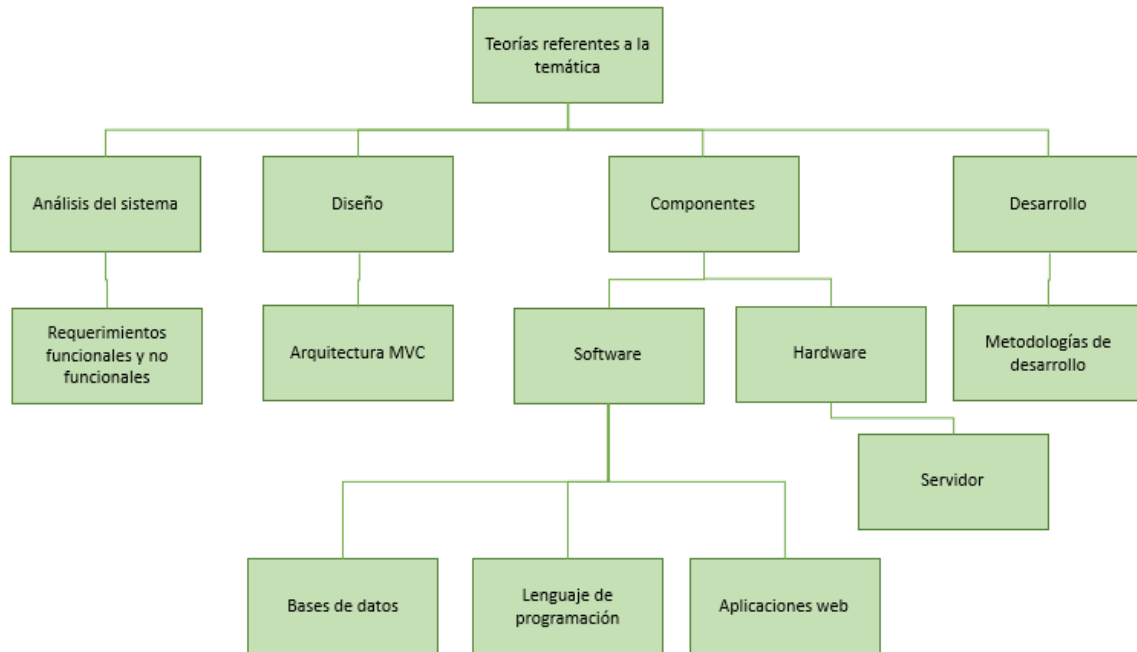 Teorías referentes a la
temática
Análisis del sistema
Diseño
Componentes
Desarrollo
Requerimientos
funcionales y no
funcionales
Arquitectura MVC
Software
Hardware
Metodologías de
desarrollo
Servidor
Bases de datos
Lenguaje de
programación
Aplicaciones web